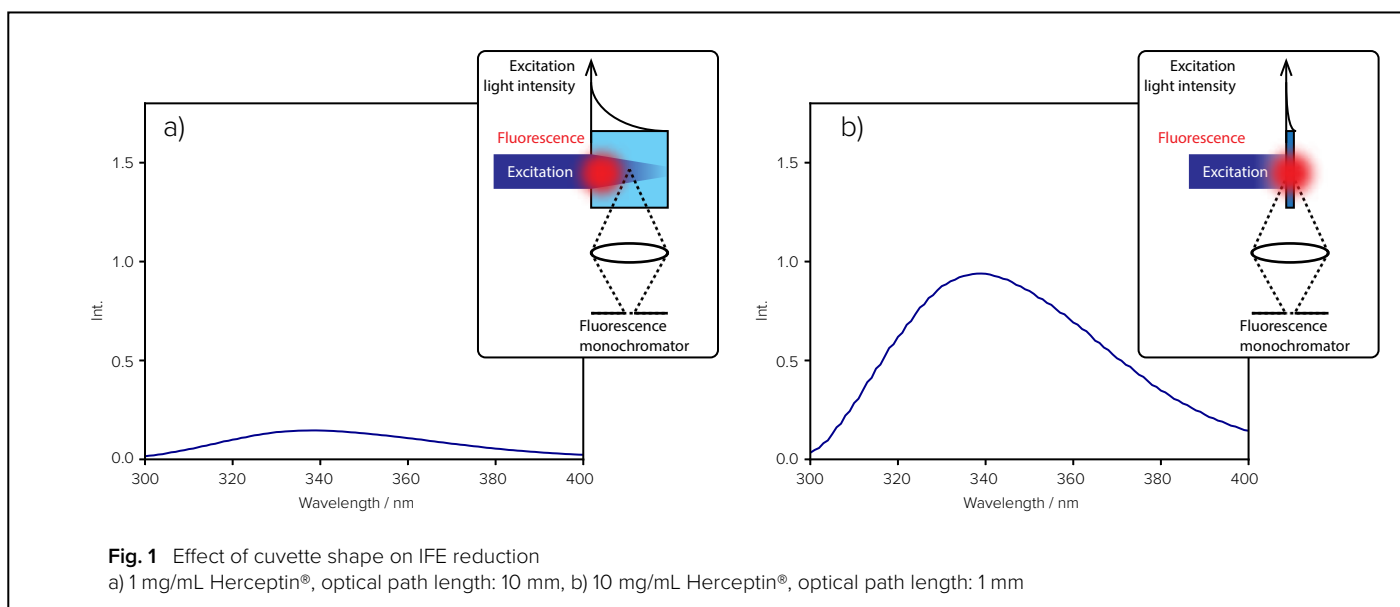 a)
Excitation
light intensity
Fluorescence
Excitation
Fluorescence
monochromator
1.5
1.0
0.5
0.0
Int.
300
320
340
360
380
400
Wavelength / nm
b)
Excitation
light intensity
Fluorescence
Excitation
Fluorescence
monochromator
1.5
1.0
0.5
0.0
Int.
300
320
340
360
380
400
Wavelength / nm
Fig. 1 Effect of cuvette shape on IFE reduction
a) 1 mg/mL Herceptin®, optical path length: 10 mm, b) 10 mg/mL Herceptin®, optical path length: 1 mm